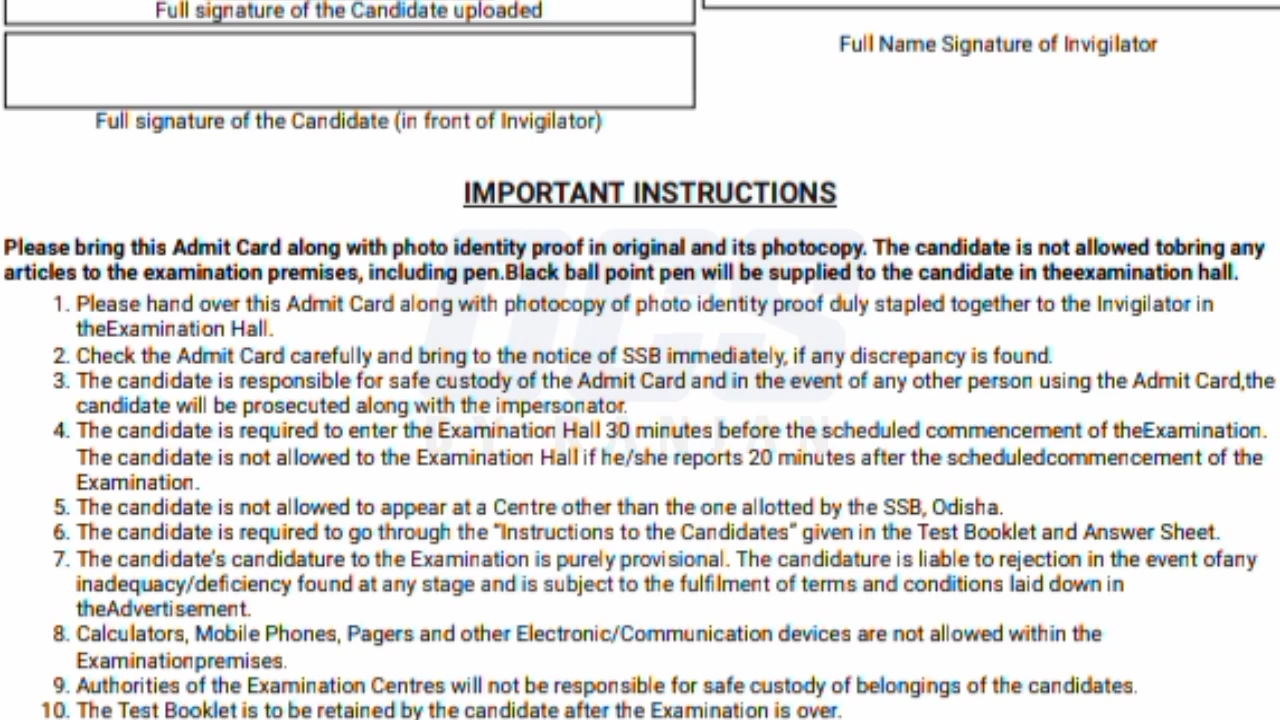 Full signature of the Candidate uploaded
Full Name Signature of Invigilator
Full signature of the Candidate (in front of Invigilator)
IMPORTANT INSTRUCTIONS
Please bring this Admit Card along with photo identity proof in original and its photocopy. The candidate is not allowed tobring any
articles to the examination premises, including pen.Black ball point pen will be supplied to the candidate in theexamination hall.
1. Please hand over this Admit Card along with photocopy of photo identity proof duly stapled together to the Invigilator in
theExamination Hall.
2. Check the Admit Card carefully and bring to the notice of SSB immediately, if any discrepancy is found.
3. The candidate is responsible for safe custody of the Admit Card and in the event of any other person using the Admit Card,the
candidate will be prosecuted along with the impersonator.
4. The candidate is required to enter the Examination Hall 30 minutes before the scheduled commencement of theExamination.
The candidate is not allowed to the Examination Hall if he/she reports 20 minutes after the scheduledcommencement of the
Examination.
5. The candidate is not allowed to appear at a Centre other than the one allotted by the SSB, Odisha.
6. The candidate is required to go through the "Instructions to the Candidates" given in the Test Booklet and Answer Sheet.
7. The candidate's candidature to the Examination is purely provisional. The candidature is liable to rejection in the event ofany
inadequacy/deficiency found at any stage and is subject to the fulfilment of terms and conditions laid down in
theAdvertisement.
8. Calculators, Mobile Phones, Pagers and other Electronic/Communication devices are not allowed within the
Examinationpremises.
9. Authorities of the Examination Centres will not be responsible for safe custody of belongings of the candidates.
10. The Test Booklet is to be retained by the candidate after the Examination is over.